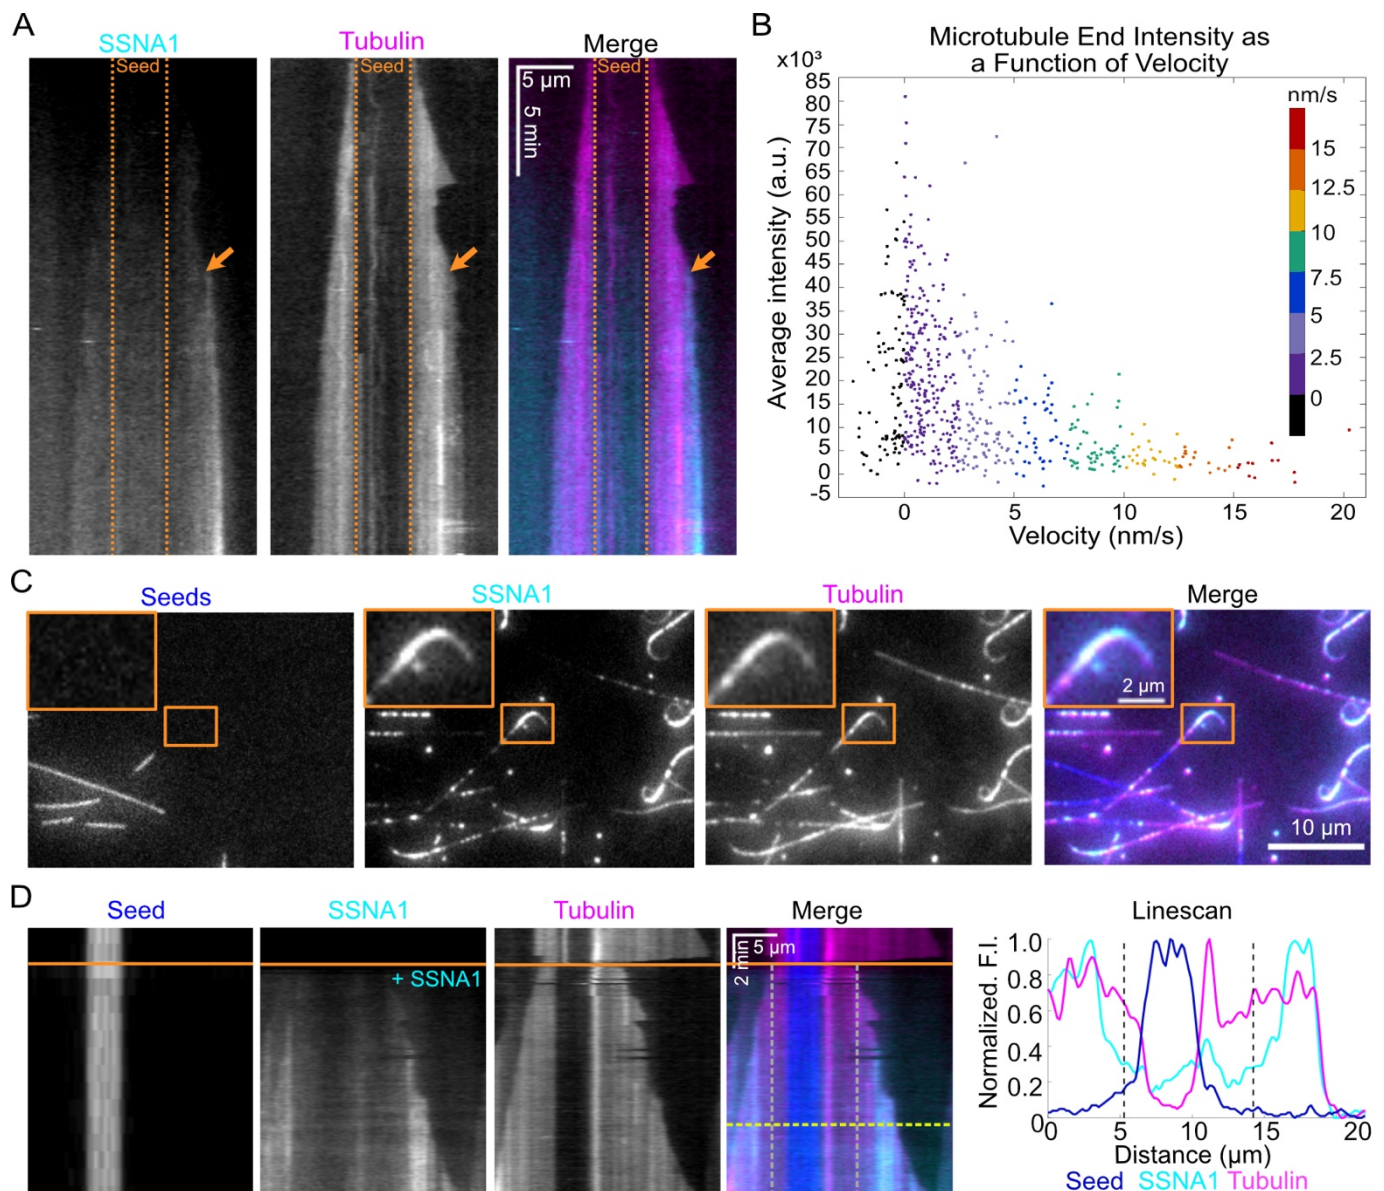 A
SSNA1
Tubulin
Merge
Seed
Seed
Seed
5 µm
5 min
B
Microtubule End Intensity as
a Function of Velocity
x10³
85
80
75
70
65
60
55
50
45
40
35
30
25
20
15
10
5
0
-5
Average intensity (a.u.)
nm/s
15
12.5
10
7.5
5
2.5
0
0
5
10
15
20
Velocity (nm/s)
C
Seeds
SSNA1
Tubulin
Merge
2 µm
10 µm
D
Seed
SSNA1
Tubulin
Merge
Linescan
+ SSNA1
5 µm
2 min
Normalized. F.I.
1.0
0.8
0.6
0.4
0.2
0
0
5
10
15
20
Distance (µm)
Seed SSNA1 Tubulin